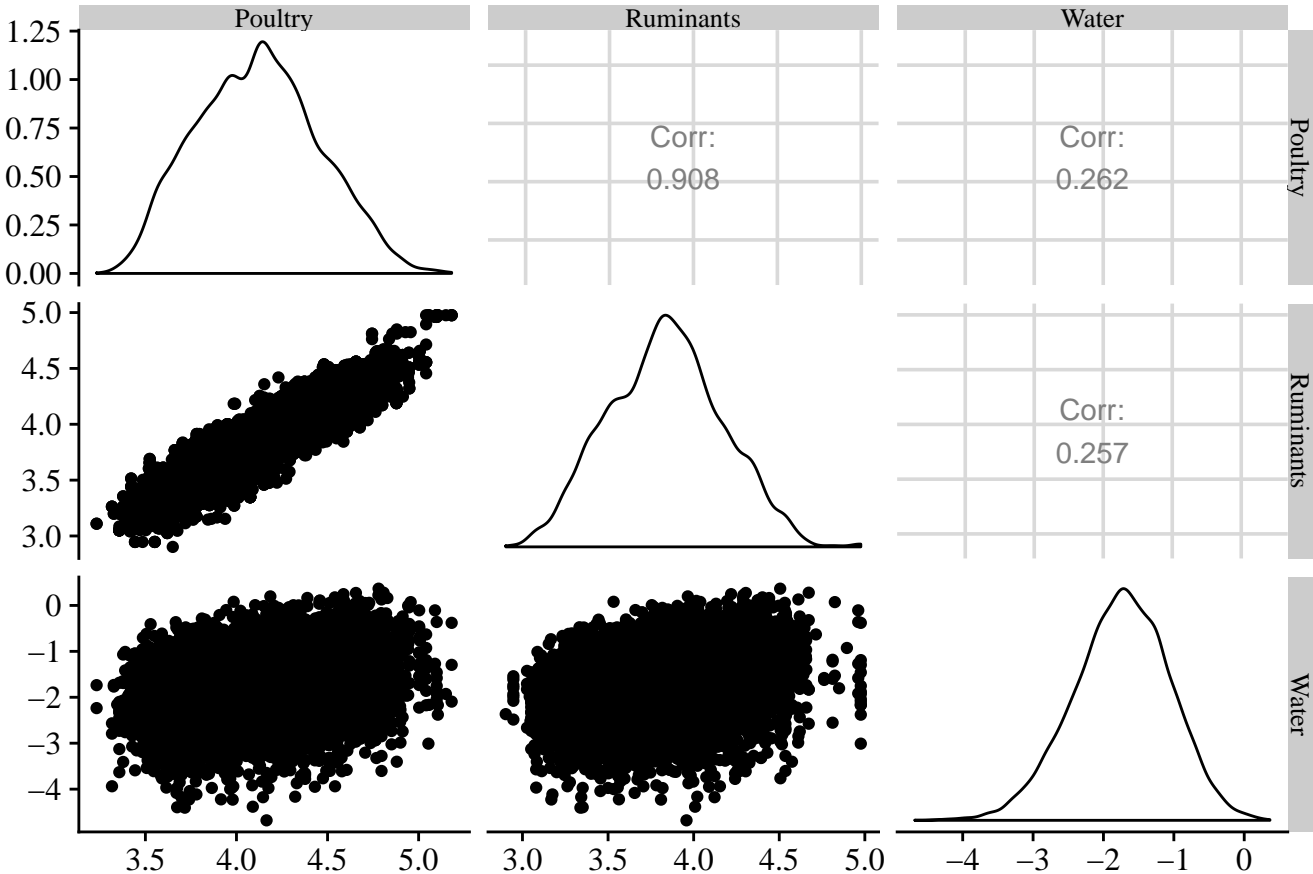 Poultry Ruminants Water
1.25
1.00
0.75
0.50
0.25
0.00
Corr:
0.908
Corr:
0.262
Poultry
5.0
4.5
4.0
3.5
3.0
Corr:
0.257
Ruminants
0
−1
−2
−3
−4
Water
3.5 4.0 4.5 5.0
3.0 3.5 4.0 4.5 5.0
−4 −3 −2 −1 0